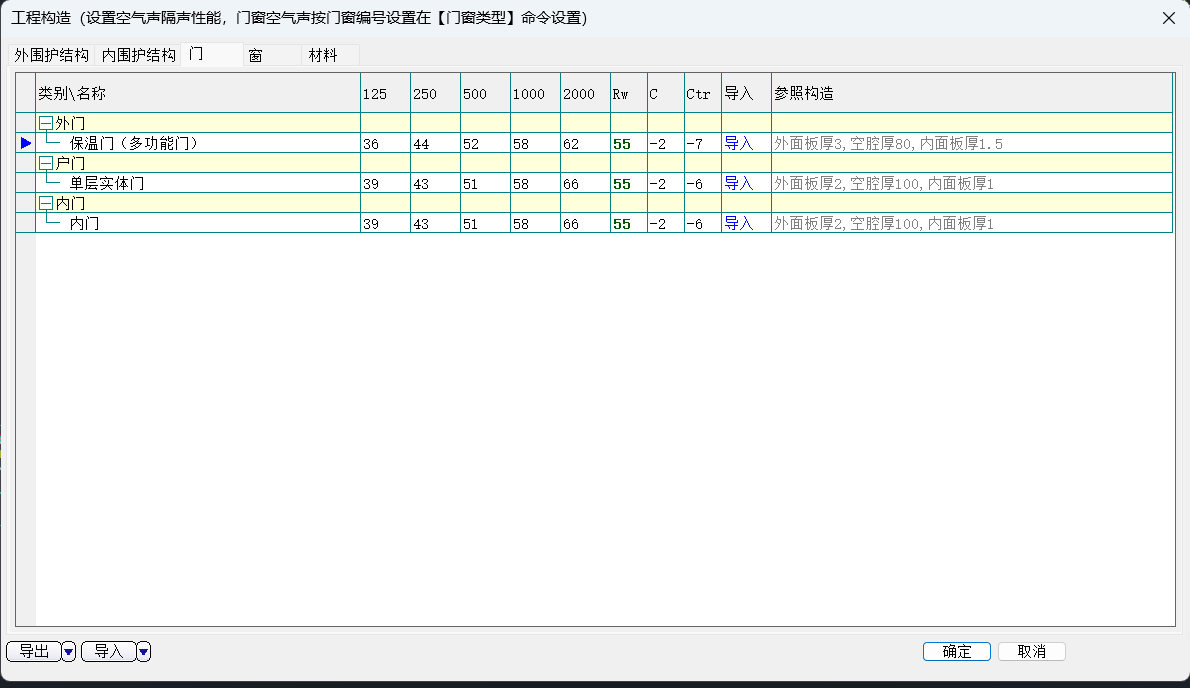 工程构造（设置空气声隔声性能，门窗空气声按门窗编号设置在【门窗类型】命令设置）
外围护结构 内围护结构 门 窗 材料
类别\名称 125 250 500 1000 2000 Rw C Ctr 导入 参照构造
外门
保温门（多功能门） 36 44 52 58 62 55 -2 -7 导入 外面板厚3,空腔厚80,内面板厚1.5
户门
单层实体门 39 43 51 58 66 55 -2 -6 导入 外面板厚2,空腔厚100,内面板厚1
内门
内门 39 43 51 58 66 55 -2 -6 导入 外面板厚2,空腔厚100,内面板厚1
导出 导入 确定 取消